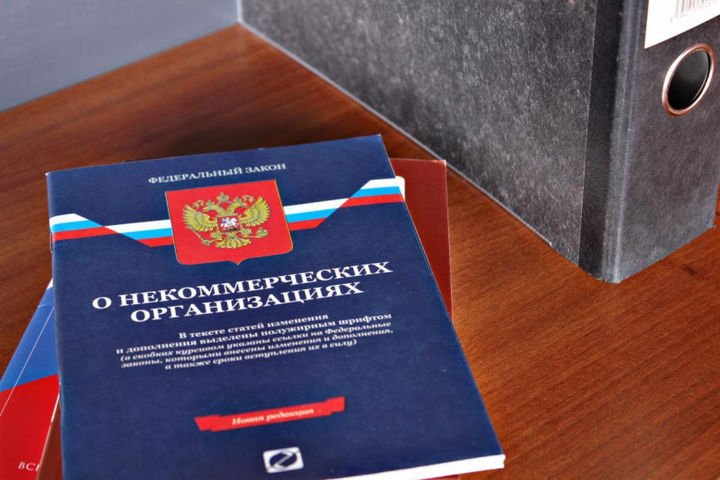 ФЕДЕРАЛЬНЫЙ ЗАКОН
О НЕКОММЕРЧЕСКИХ
ОРГАНИЗАЦИЯХ
В тексте статей изменения
и дополнения выделены полужирным шрифтом
(в скобках курсивом указаны ссылки на Федеральные
законы, которыми внесены изменения и дополнения,
а также сроки вступления их в силу)
Новая редакция